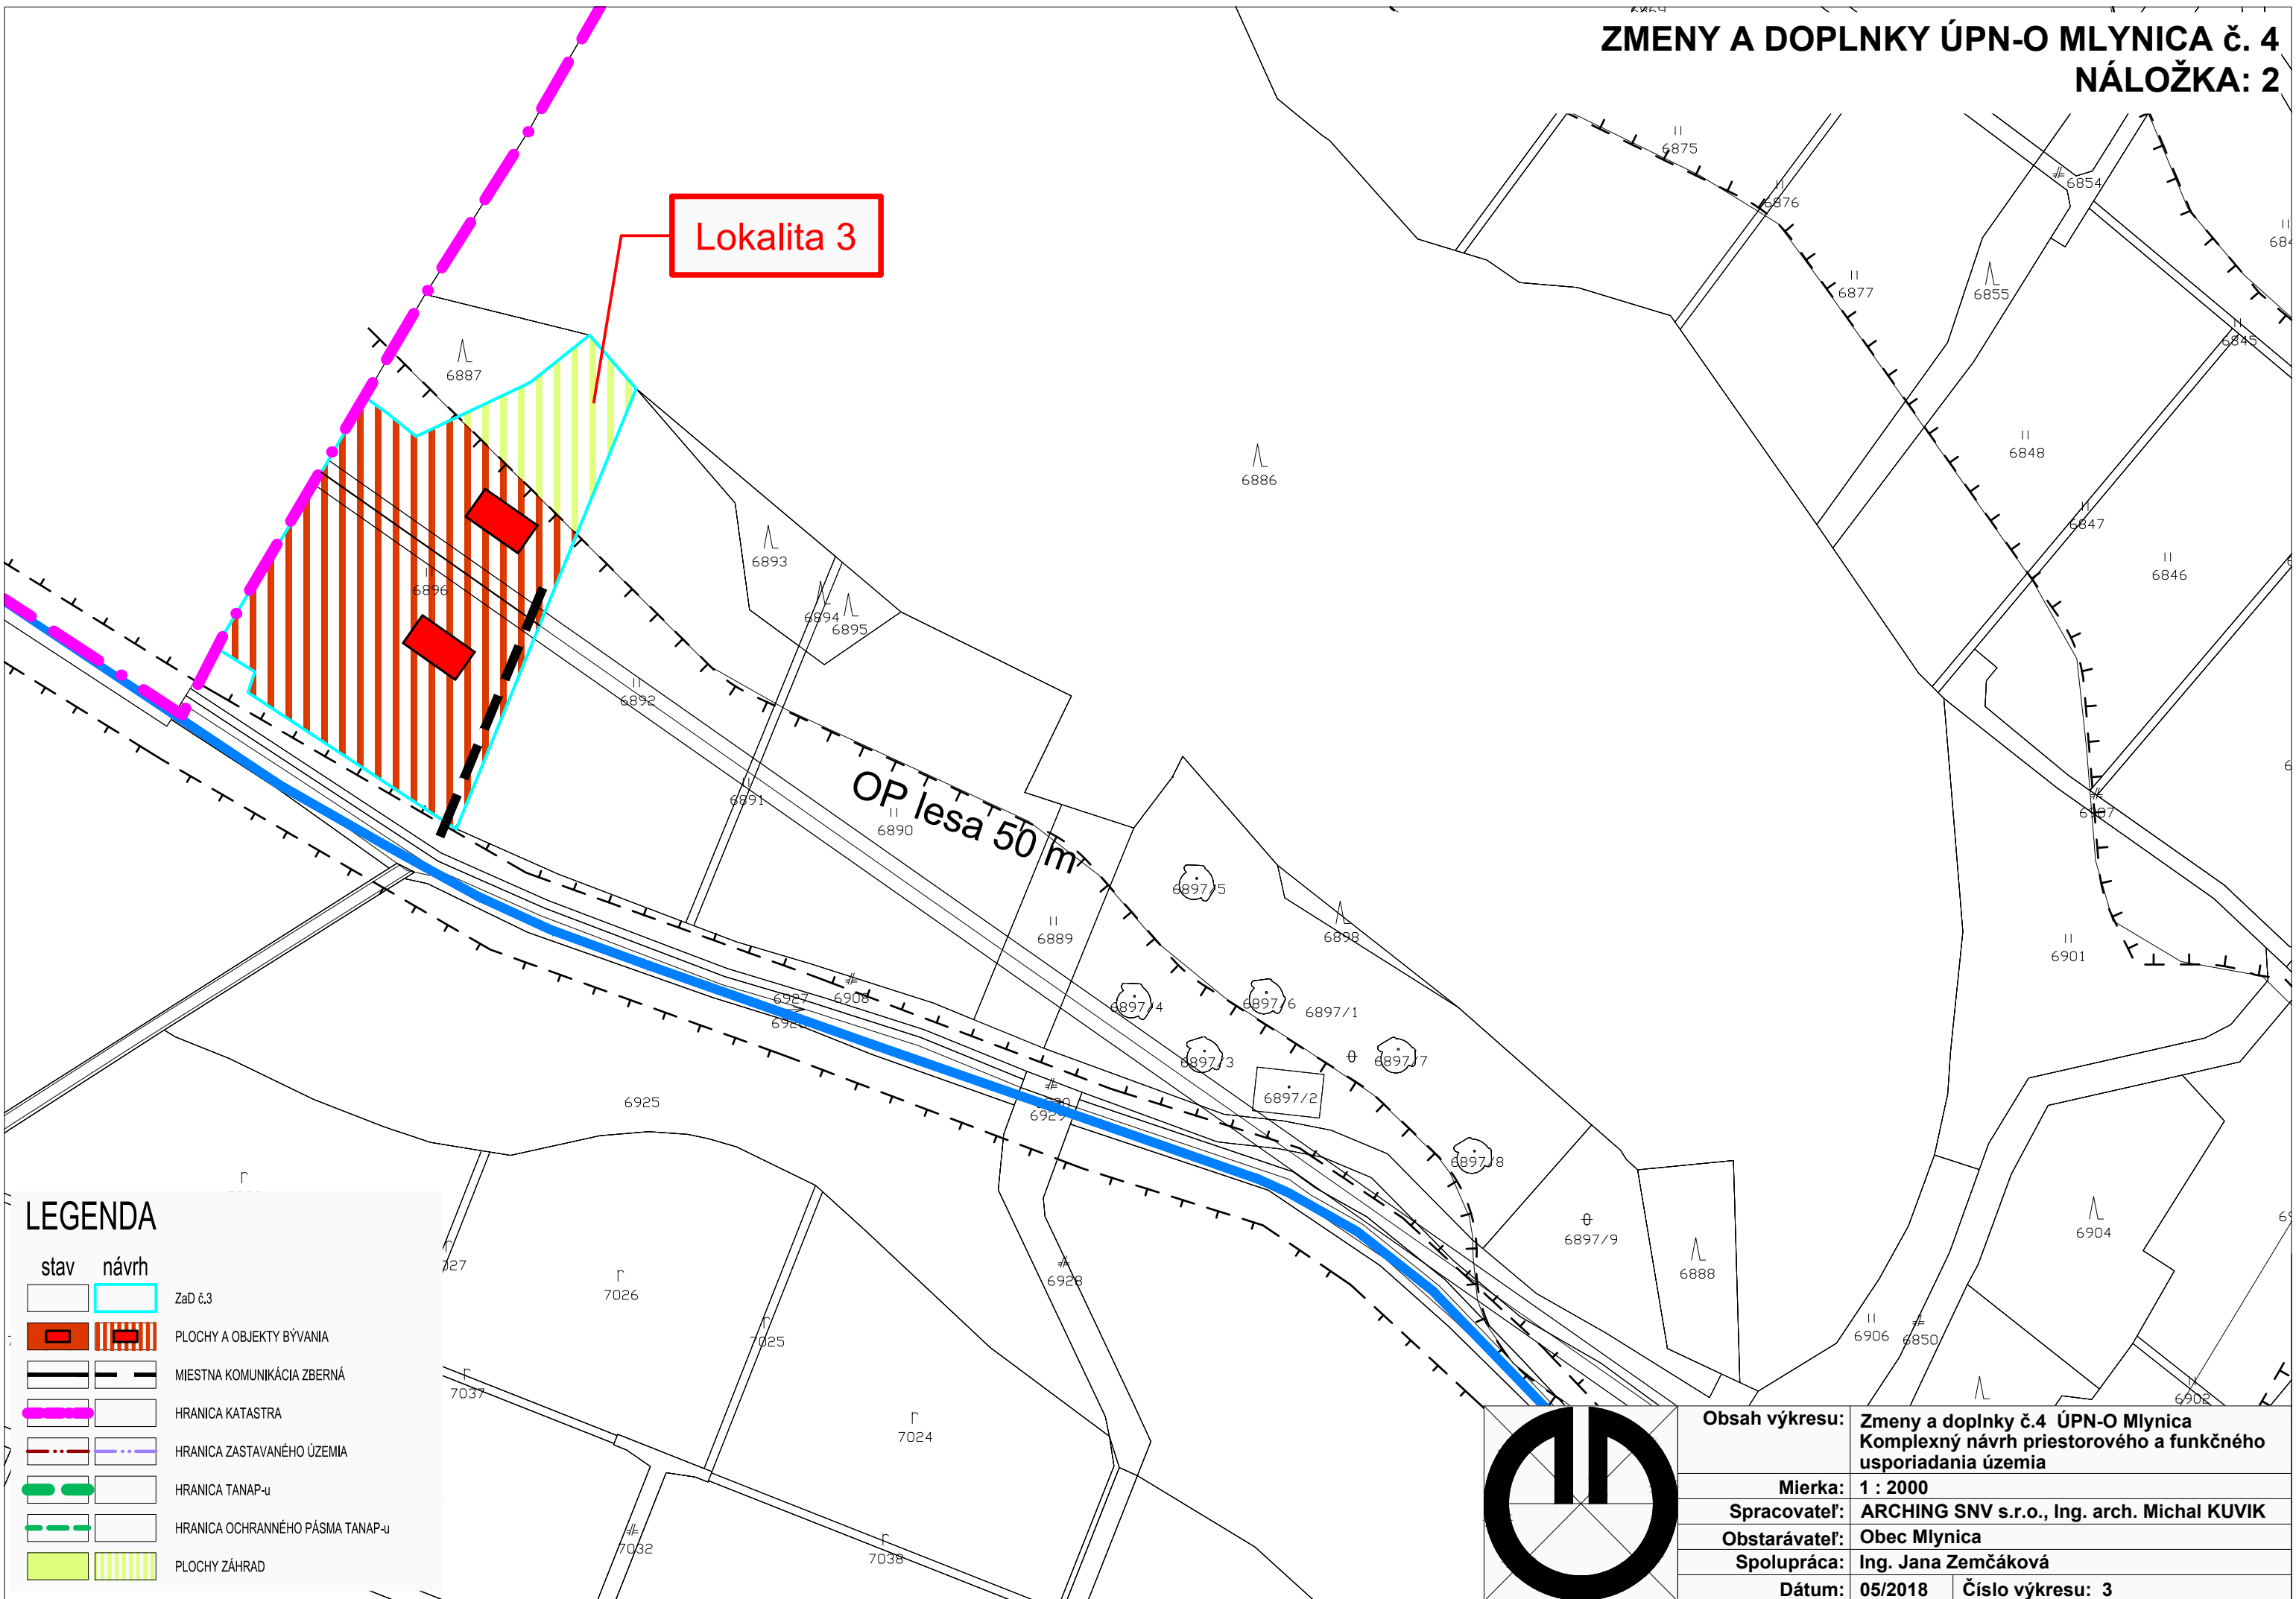 ZMENY A DOPLNKY ÚPN-O MLYNICA č. 4
NÁLOŽKA: 2
Lokalita 3
6875
6876
6854
6877
6855
6845
6887
6886
6848
6847
6846
6893
6894
6895
6896
6892
6891
6890
OP lesa 50 m
6907
6897/5
6889
6898
6901
6927
6908
6897/4
6897/6
6897/1
6897/3
6897/7
6897/2
6925
6929
6897/8
6897/9
6904
6888
6928
7026
7025
6906
6850
7037
7024
6902
7032
7038
LEGENDA
stav návrh
ZaD č.3
PLOCHY A OBJEKTY BÝVANIA
MIESTNA KOMUNIKÁCIA ZBERNÁ
HRANICA KATASTRA
HRANICA ZASTAVANÉHO ÚZEMIA
HRANICA TANAP-u
HRANICA OCHRANNÉHO PÁSMA TANAP-u
PLOCHY ZÁHRAD
Obsah výkresu: Zmeny a doplnky č.4 ÚPN-O Mlynica
Komplexný návrh priestorového a funkčného
usporiadania územia
Mierka: 1 : 2000
Spracovateľ: ARCHING SNV s.r.o., Ing. arch. Michal KUVIK
Obstarávateľ: Obec Mlynica
Spolupráca: Ing. Jana Zemčáková
Dátum: 05/2018 Číslo výkresu: 3